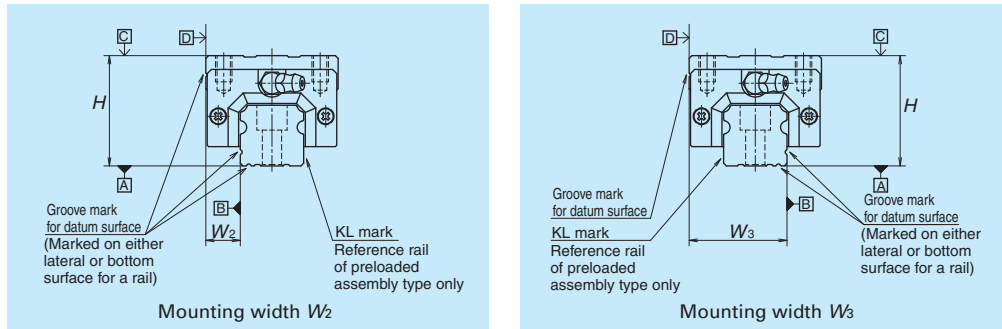 C
D
H
A
B
W2
Groove mark
for datum surface
(Marked on either
lateral or bottom
surface for a rail)
KL mark
Reference rail
of preloaded
assembly type only
Mounting width W2
D
C
H
A
B
W3
Groove mark
for datum surface
KL mark
Reference rail
of preloaded
assembly type only
Groove mark
for datum surface
(Marked on either
lateral or bottom
surface for a rail)
Mounting width W3